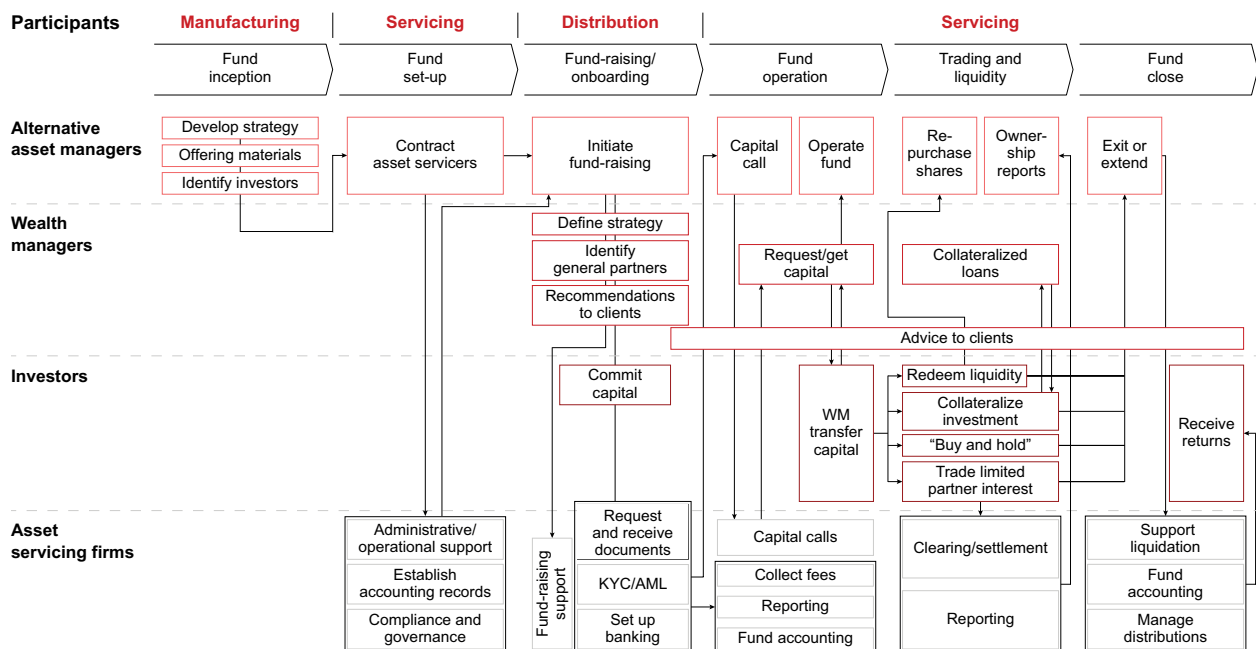 Participants
Manufacturing
Servicing
Distribution
Servicing
Fund
inception
Fund
set-up
Fund-raising/
onboarding
Fund
operation
Trading and
liquidity
Fund
close
Alternative
asset managers
Develop strategy
Offering materials
Identify investors
Contract
asset servicers
Initiate
fund-raising
Capital
call
Operate
fund
Re-
purchase
shares
Owner-
ship
reports
Exit or
extend
Wealth
managers
Define strategy
Identify
general partners
Recommendations
to clients
Request/get
capital
Collateralized
loans
Advice to clients
Investors
Commit
capital
WM
transfer
capital
Redeem liquidity
Collateralize
investment
“Buy and hold”
Trade limited
partner interest
Receive
returns
Asset
servicing firms
Administrative/
operational support
Establish
accounting records
Compliance and
governance
Fund-raising
support
Request
and receive
documents
KYC/AML
Set up
banking
Capital calls
Collect fees
Reporting
Fund accounting
Clearing/settlement
Reporting
Support
liquidation
Fund
accounting
Manage
distributions